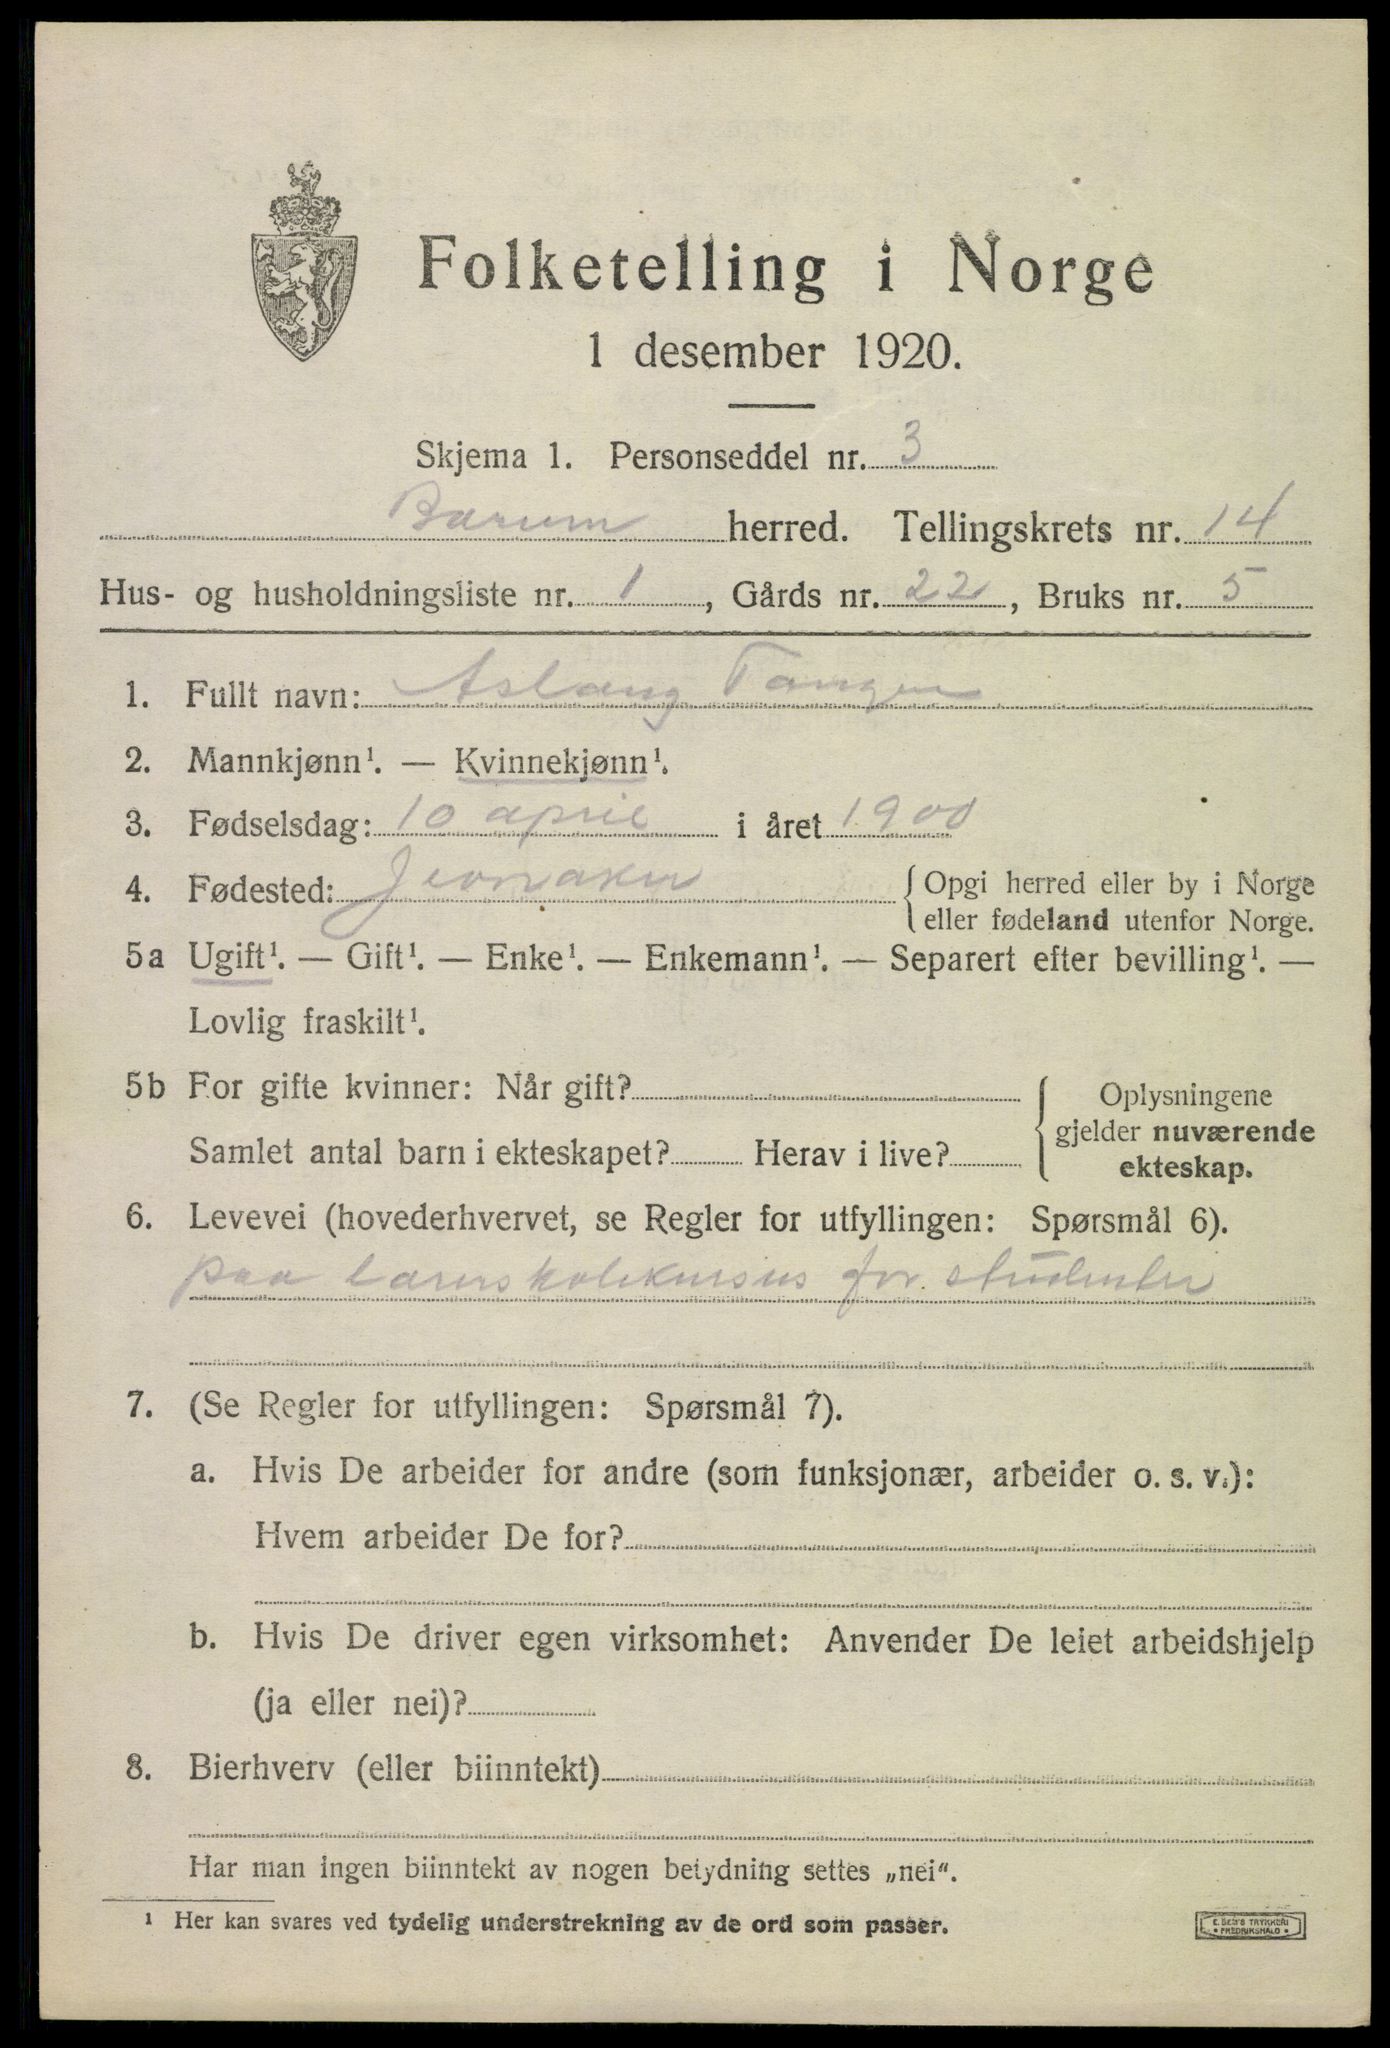 Folketelling i Norge
1 desember 1920.
Skjema 1. Personseddel nr. 3
Bærum herred. Tellingskrets nr. 14
Hus- og husholdningsliste nr. 1, Gårds nr. 22, Bruks nr. 5
1. Fullt navn: Aslaug Tangen
2. Mannkjønn¹. — Kvinnekjønn¹.
3. Fødselsdag: 10 april i året 1900
4. Fødested: Jevnaker {Opgi herred eller by i Norge
eller fødeland utenfor Norge.
5a Ugift¹. — Gift¹. — Enke¹. — Enkemann¹. — Separert efter bevilling¹. —
Lovlig fraskilt¹.
5b For gifte kvinner: Når gift?
Samlet antal barn i ekteskapet? Herav i live?
Oplysningene
gjelder nuværende
ekteskap.
6. Levevei (hovederhvervet, se Regler for utfyllingen: Spørsmål 6).
paa lærerskolekursus for studenter
7. (Se Regler for utfyllingen: Spørsmål 7).
a. Hvis De arbeider for andre (som funksjonær, arbeider o. s. v.):
Hvem arbeider De for?
b. Hvis De driver egen virksomhet: Anvender De leiet arbeidshjelp
(ja eller nei)?
8. Bierhverv (eller biinntekt)
Har man ingen biinntekt av nogen betydning settes „nei“.
¹ Her kan svares ved tydelig understrekning av de ord som passer.
E. SEM'S TRYKKERI
• FREDRIKSHALD •